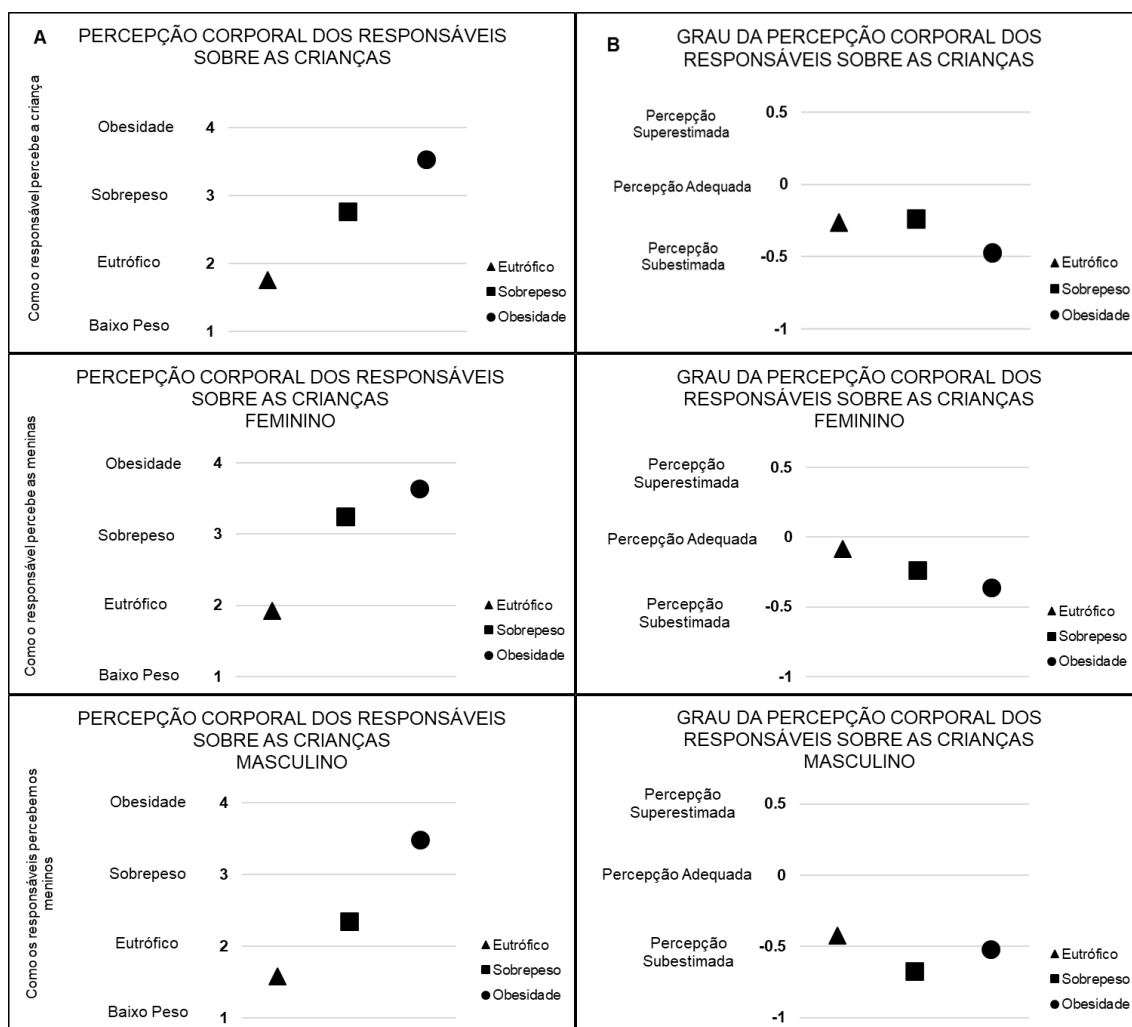 A
PERCEPÇÃO CORPORAL DOS RESPONSÁVEIS
SOBRE AS CRIANÇAS
Como o responsável percebe a criança
Obesidade 4
Sobrepeso 3
Eutrófico 2
Baixo Peso 1
Eutrófico
Sobrepeso
Obesidade
B
GRAU DA PERCEPÇÃO CORPORAL DOS
RESPONSÁVEIS SOBRE AS CRIANÇAS
Percepção
Superestimada
0.5
Percepção Adequada 0
Percepção
Subestimada
-0.5
-1
Eutrófico
Sobrepeso
Obesidade
PERCEPÇÃO CORPORAL DOS RESPONSÁVEIS
SOBRE AS CRIANÇAS
FEMININO
Como o responsável percebe as meninas
Obesidade 4
Sobrepeso 3
Eutrófico 2
Baixo Peso 1
Eutrófico
Sobrepeso
Obesidade
GRAU DA PERCEPÇÃO CORPORAL DOS
RESPONSÁVEIS SOBRE AS CRIANÇAS
FEMININO
Percepção
Superestimada
0.5
Percepção Adequada 0
Percepção
Subestimada
-0.5
-1
Eutrófico
Sobrepeso
Obesidade
PERCEPÇÃO CORPORAL DOS RESPONSÁVEIS
SOBRE AS CRIANÇAS
MASCULINO
Como os responsáveis percebemos
meninos
Obesidade 4
Sobrepeso 3
Eutrófico 2
Baixo Peso 1
Eutrófico
Sobrepeso
Obesidade
GRAU DA PERCEPÇÃO CORPORAL DOS
RESPONSÁVEIS SOBRE AS CRIANÇAS
MASCULINO
Percepção
Superestimada
0.5
Percepção Adequada 0
Percepção
Subestimada
-0.5
-1
Eutrófico
Sobrepeso
Obesidade